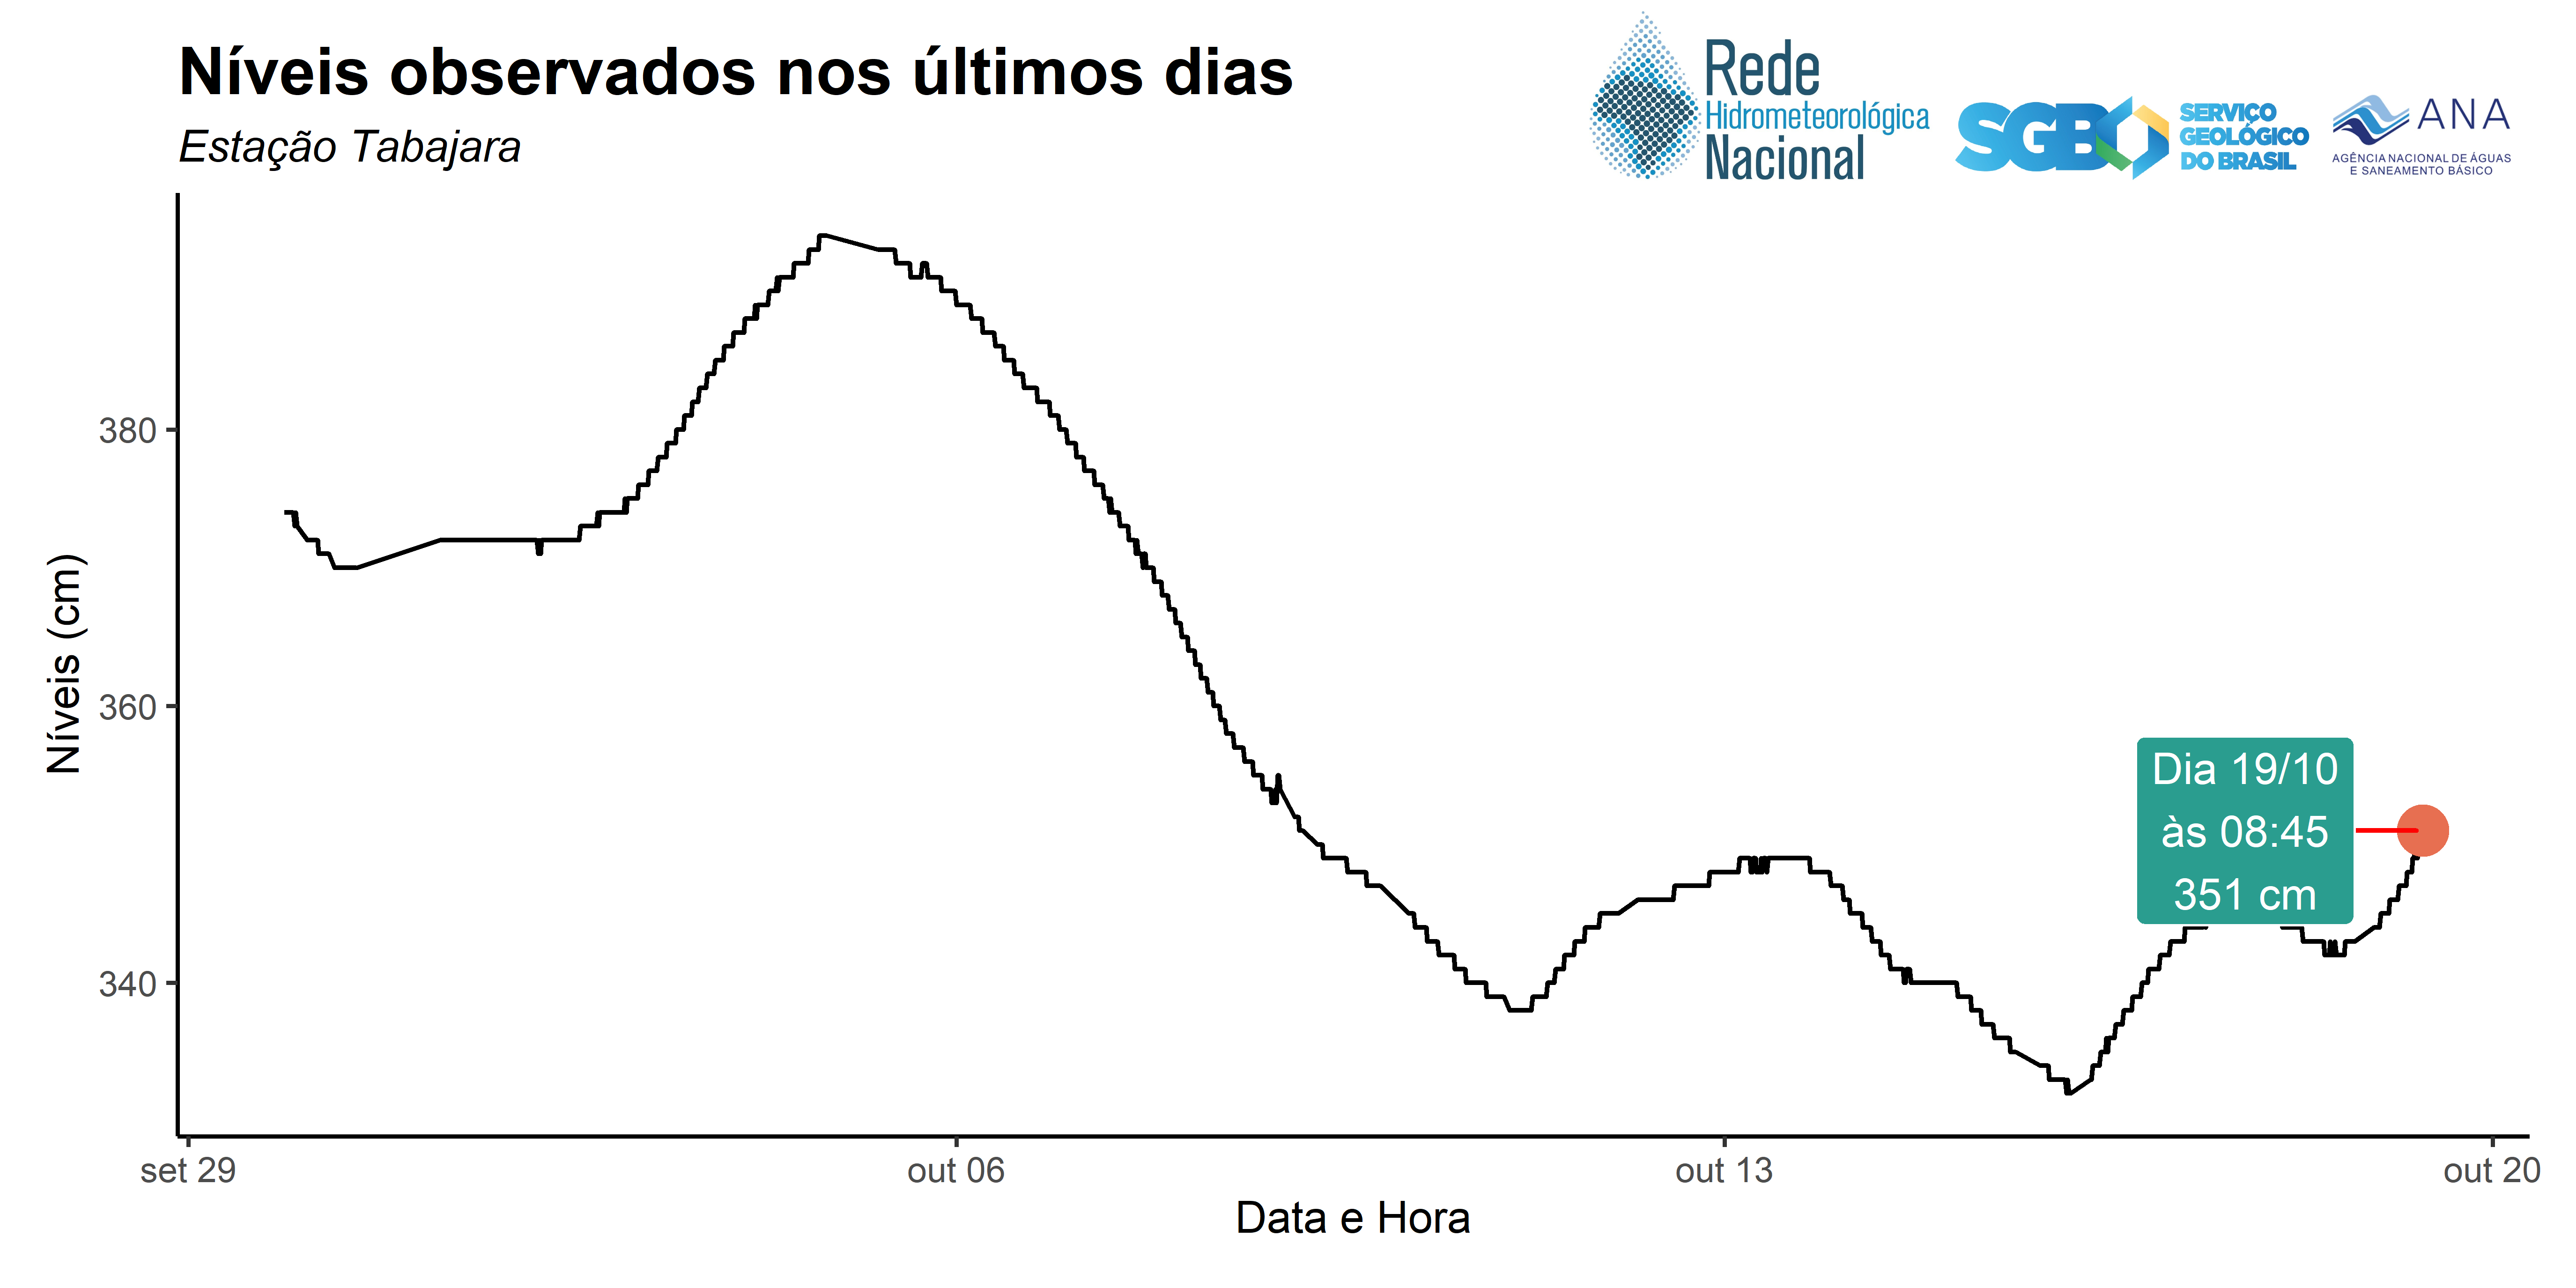 Níveis observados nos últimos dias
Estação Tabajara
Rede
Hidrometeorológica
Nacional
SGB
SERVIÇO
GEOLÓGICO
DO BRASIL
ANA
AGÊNCIA NACIONAL DE ÁGUAS
E SANEAMENTO BÁSICO
Níveis (cm)
380
360
340
Dia 19/10
às 08:45
351 cm
set 29
out 06
out 13
out 20
Data e Hora